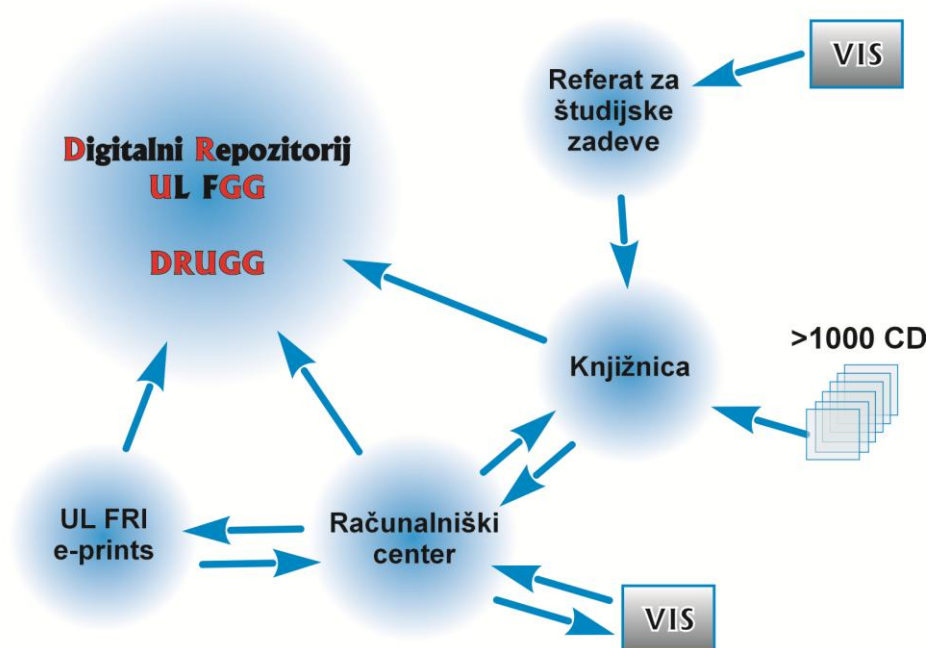 VIS
Referat za
študijske
zadeve
Digitalni Repozitorij
UL FGG
DRUGG
>1000 CD
Knjižnica
UL FRI
e-prints
Računalniški
center
VIS